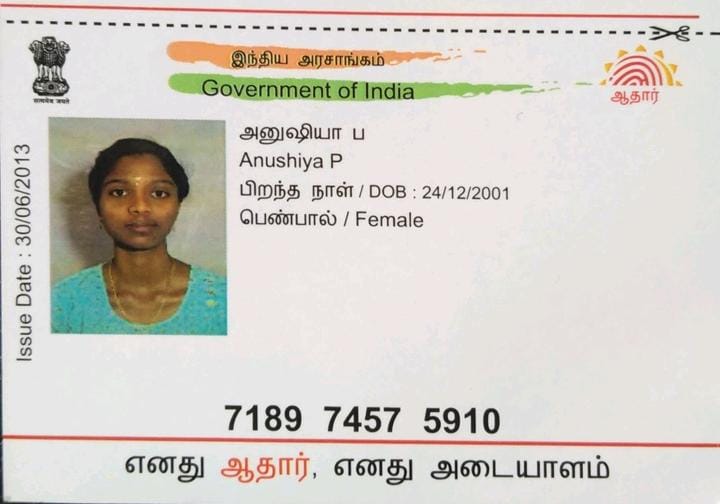 இந்திய அரசாங்கம்
Government of India
ஆதார்
सत्यमेव जयते
அனுஷியா ப
Anushiya P
பிறந்த நாள் / DOB : 24/12/2001
பெண்பால் / Female
Issue Date : 30/06/2013
7189 7457 5910
எனது ஆதார், எனது அடையாளம்